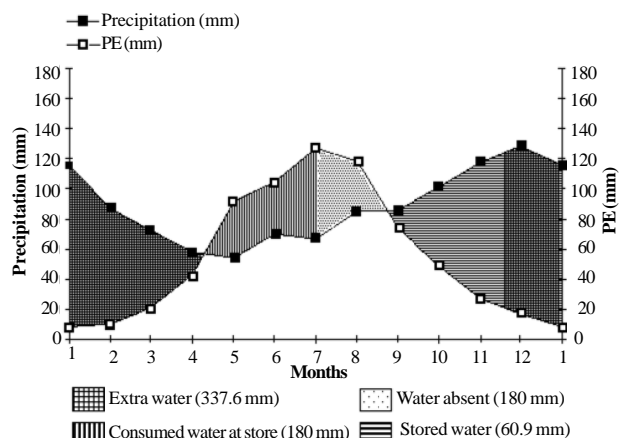 Precipitation (mm)
PE (mm)
180 180
160 160
140 140
120 120
100 100
80 80
60 60
40 40
20 20
0 0
Precipitation (mm)
PE (mm)
1 2 3 4 5 6 7 8 9 10 11 12 1
Months
Extra water (337.6 mm) Water absent (180 mm)
Consumed water at store (180 mm) Stored water (60.9 mm)